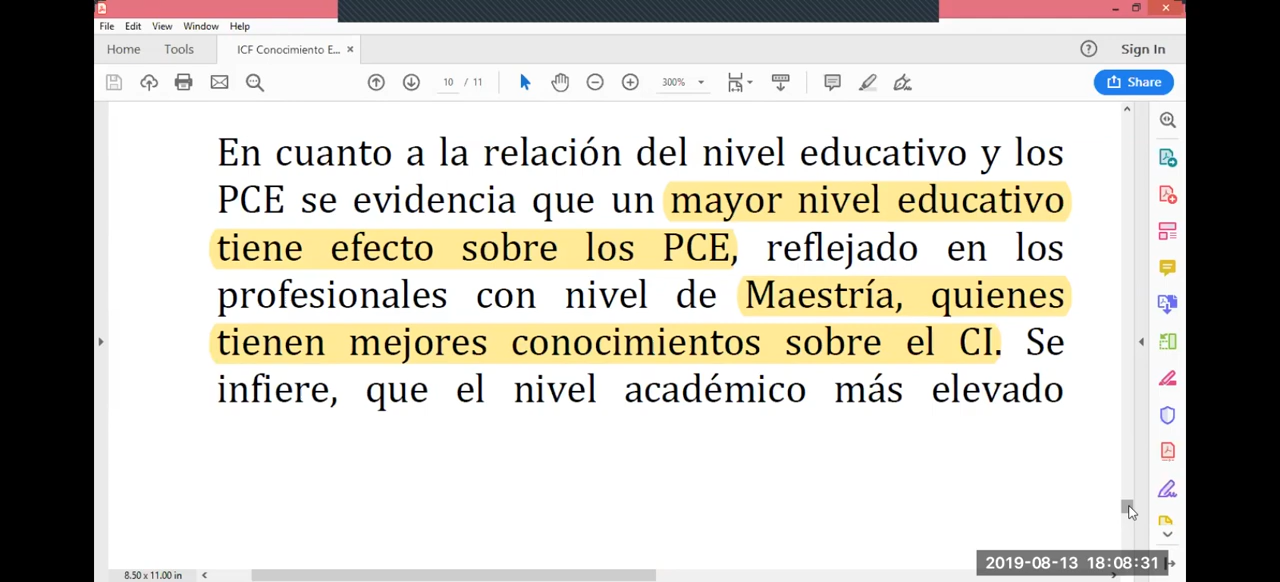 File Edit View Window Help
Home Tools ICF Conocimiento E... × Sign In
10 / 11 300% Share
En cuanto a la relación del nivel educativo y los
PCE se evidencia que un mayor nivel educativo
tiene efecto sobre los PCE, reflejado en los
profesionales con nivel de Maestría, quienes
tienen mejores conocimientos sobre el CI. Se
infiere, que el nivel académico más elevado
2019-08-13 18:08:31
8.50 x 11.00 in